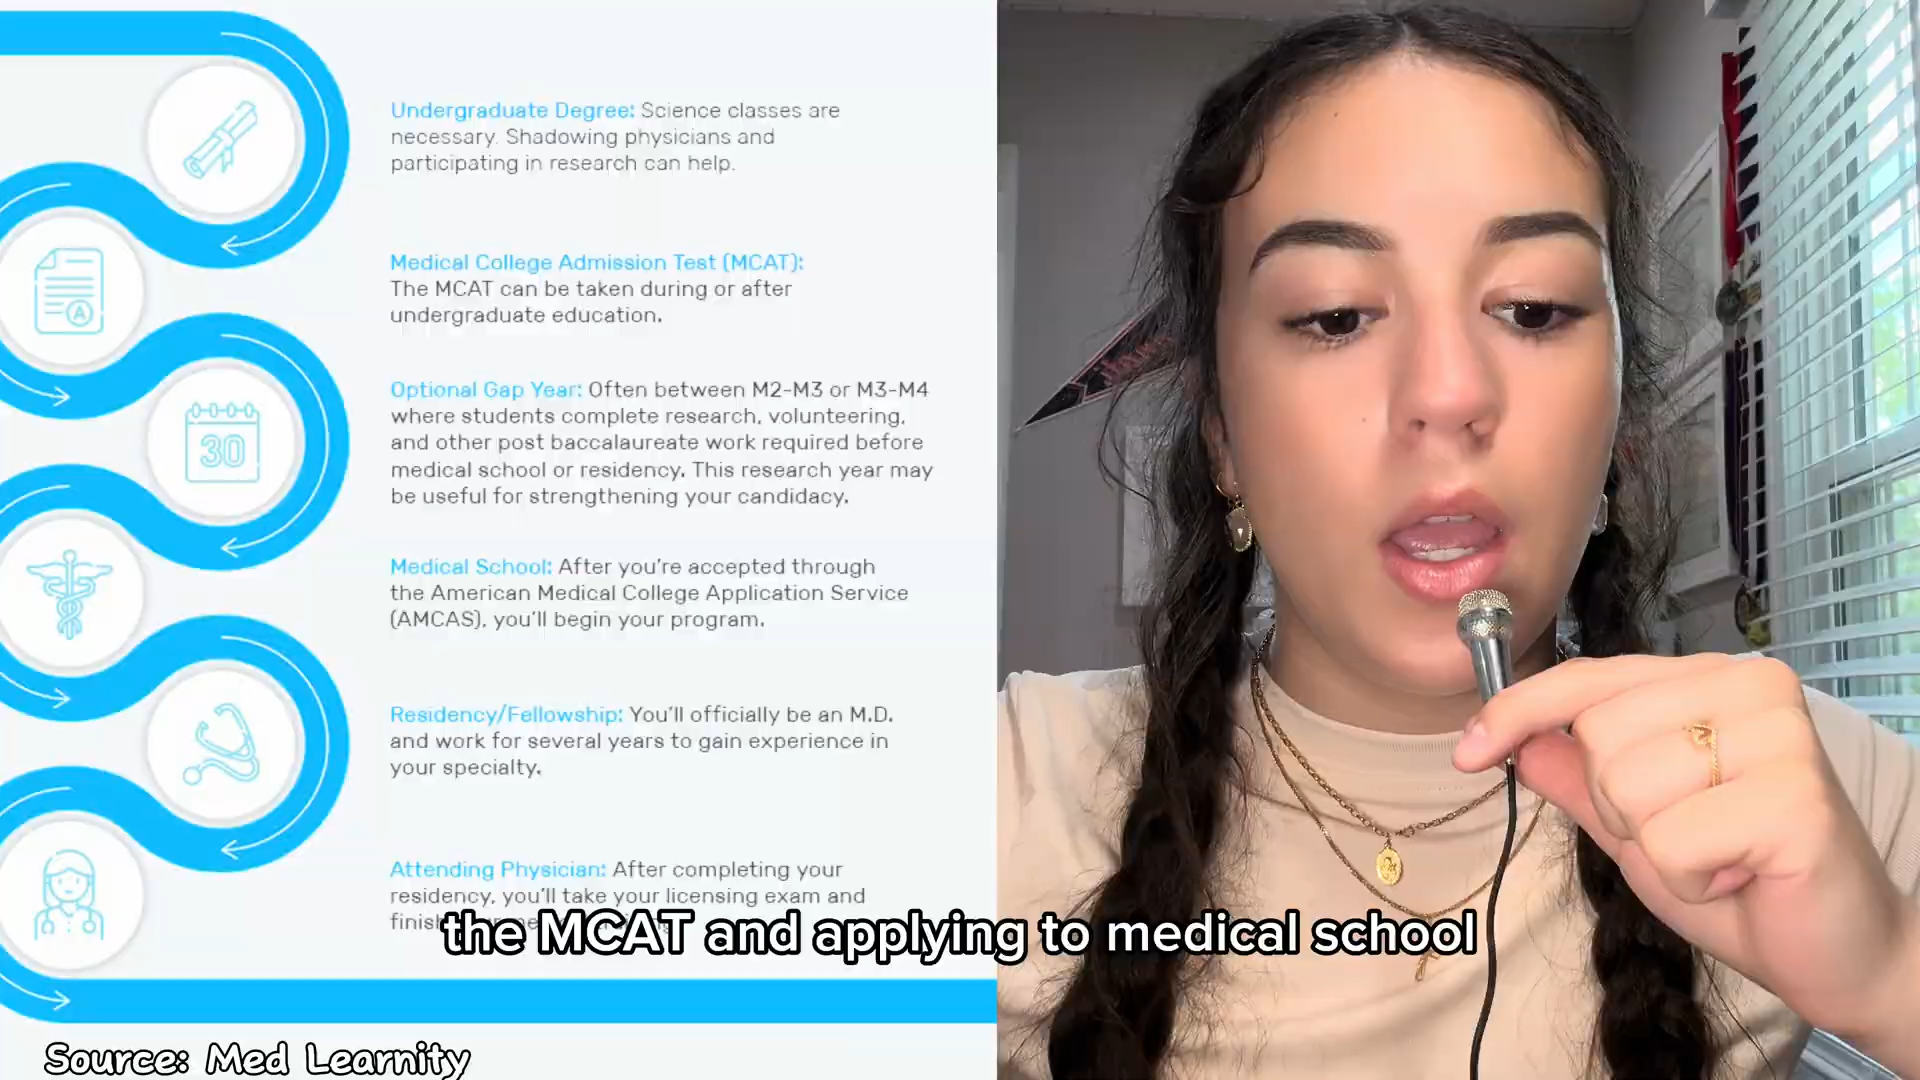 Undergraduate Degree: Science classes are
necessary. Shadowing physicians and
participating in research can help.
A
Medical College Admission Test (MCAT):
The MCAT can be taken during or after
undergraduate education.
30
Optional Gap Year: Often between M2-M3 or M3-M4
where students complete research, volunteering,
and other post baccalaureate work required before
medical school or residency. This research year may
be useful for strengthening your candidacy.
Medical School: After you're accepted through
the American Medical College Application Service
(AMCAS), you'll begin your program.
Residency/Fellowship: You'll officially be an M.D.
and work for several years to gain experience in
your specialty.
Attending Physician: After completing your
residency, you'll take your licensing exam and
the MCAT and applying to medical school
Source: Med Learnity